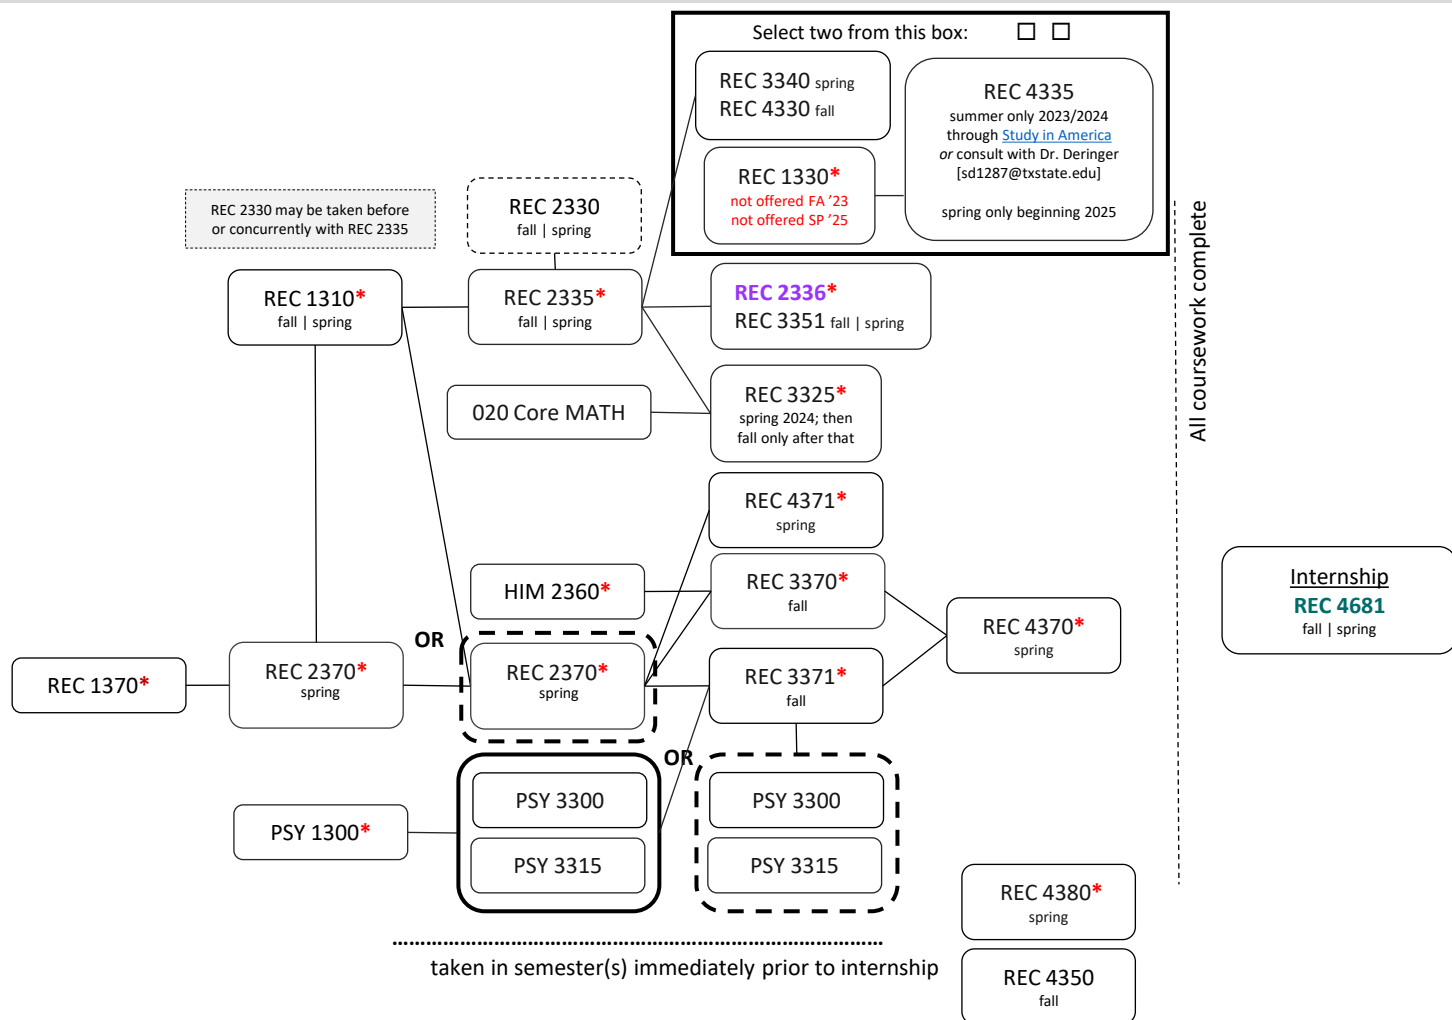 Select two from this box: ☐ ☐
REC 3340 spring
REC 4330 fall
REC 1330*
not offered FA '23
not offered SP '25
REC 4335
summer only 2023/2024
through Study in America
or consult with Dr. Deringer
[sd1287@txstate.edu]
spring only beginning 2025
REC 2330 may be taken before
or concurrently with REC 2335
REC 2330
fall | spring
REC 1310*
fall | spring
REC 2335*
fall | spring
REC 2336*
REC 3351 fall | spring
020 Core MATH
REC 3325*
spring 2024; then
fall only after that
All coursework complete
REC 4371*
spring
HIM 2360*
REC 3370*
fall
REC 4370*
spring
Internship
REC 4681
fall | spring
REC 1370*
REC 2370*
spring
OR
REC 2370*
spring
REC 3371*
fall
OR
PSY 1300*
PSY 3300
PSY 3315
PSY 3300
PSY 3315
REC 4380*
spring
REC 4350
fall
taken in semester(s) immediately prior to internship